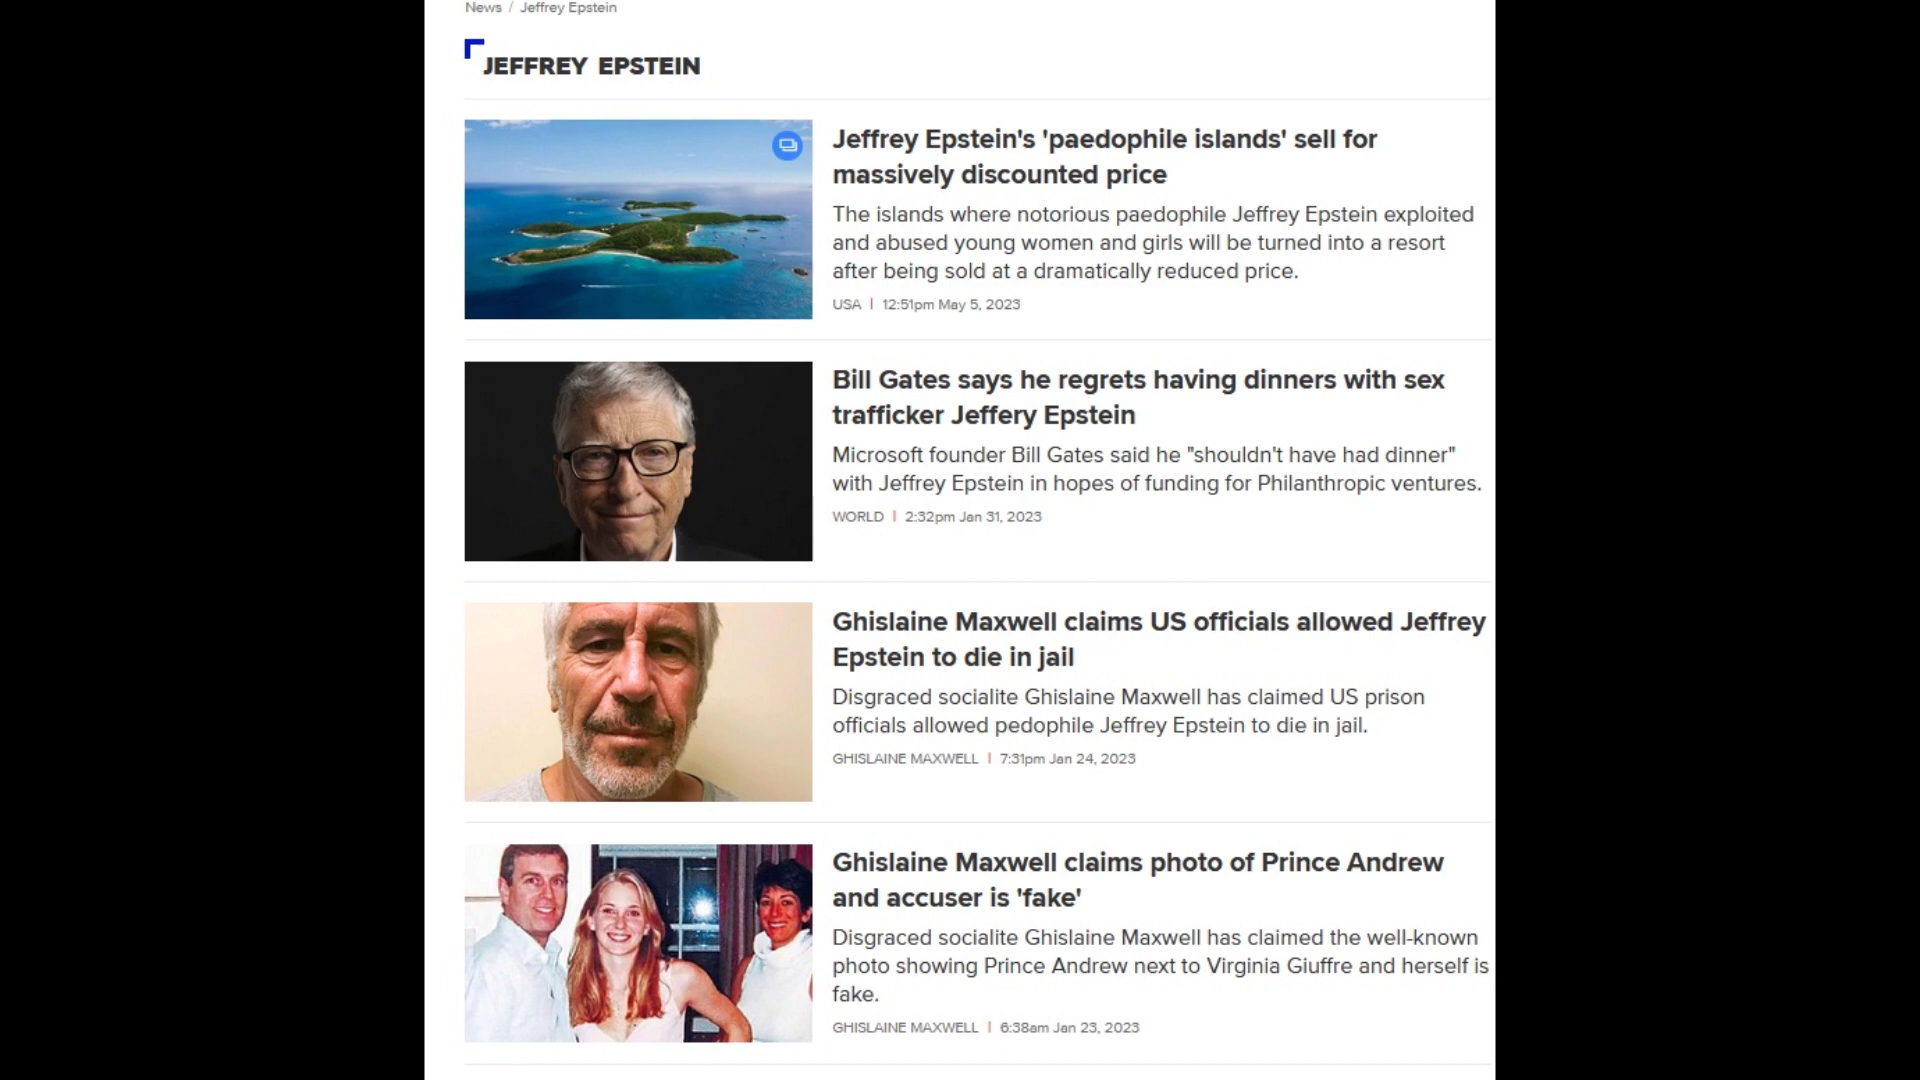 News / Jeffrey Epstein
JEFFREY EPSTEIN
Jeffrey Epstein's 'paedophile islands' sell for
massively discounted price
The islands where notorious paedophile Jeffrey Epstein exploited
and abused young women and girls will be turned into a resort
after being sold at a dramatically reduced price.
USA | 12:51pm May 5, 2023
Bill Gates says he regrets having dinners with sex
trafficker Jeffery Epstein
Microsoft founder Bill Gates said he "shouldn't have had dinner"
with Jeffrey Epstein in hopes of funding for Philanthropic ventures.
WORLD | 2:32pm Jan 31, 2023
Ghislaine Maxwell claims US officials allowed Jeffrey
Epstein to die in jail
Disgraced socialite Ghislaine Maxwell has claimed US prison
officials allowed pedophile Jeffrey Epstein to die in jail.
GHISLAINE MAXWELL | 7:31pm Jan 24, 2023
Ghislaine Maxwell claims photo of Prince Andrew
and accuser is 'fake'
Disgraced socialite Ghislaine Maxwell has claimed the well-known
photo showing Prince Andrew next to Virginia Giuffre and herself is
fake.
GHISLAINE MAXWELL | 6:38am Jan 23, 2023